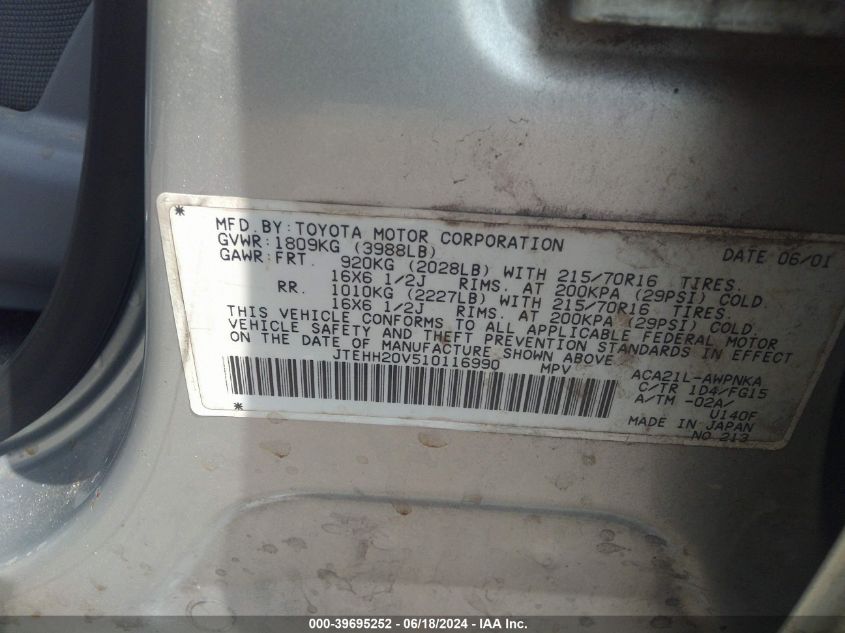 MFD. BY: TOYOTA MOTOR CORPORATION DATE 06/01
GVWR: 1809KG (3988LB)
GAWR: FRT. 920KG (2028LB) WITH 215/70R16 TIRES.
16X6 1/2J RIMS. AT 200KPA (29PSI) COLD.
RR. 1010KG (2227LB) WITH 215/70R16 TIRES.
16X6 1/2J RIMS. AT 200KPA (29PSI) COLD.
THIS VEHICLE CONFORMS TO ALL APPLICABLE FEDERAL MOTOR
VEHICLE SAFETY AND THEFT PREVENTION STANDARDS IN EFFECT
ON THE DATE OF MANUFACTURE SHOWN ABOVE.
JTEHH20V510116990 MPV
ACA21L-AWPNKA
C/TR 1D4/FG15
A/TM -02A/
U140F
MADE IN JAPAN
NO 213
000-39695252 - 06/18/2024 - IAA Inc.